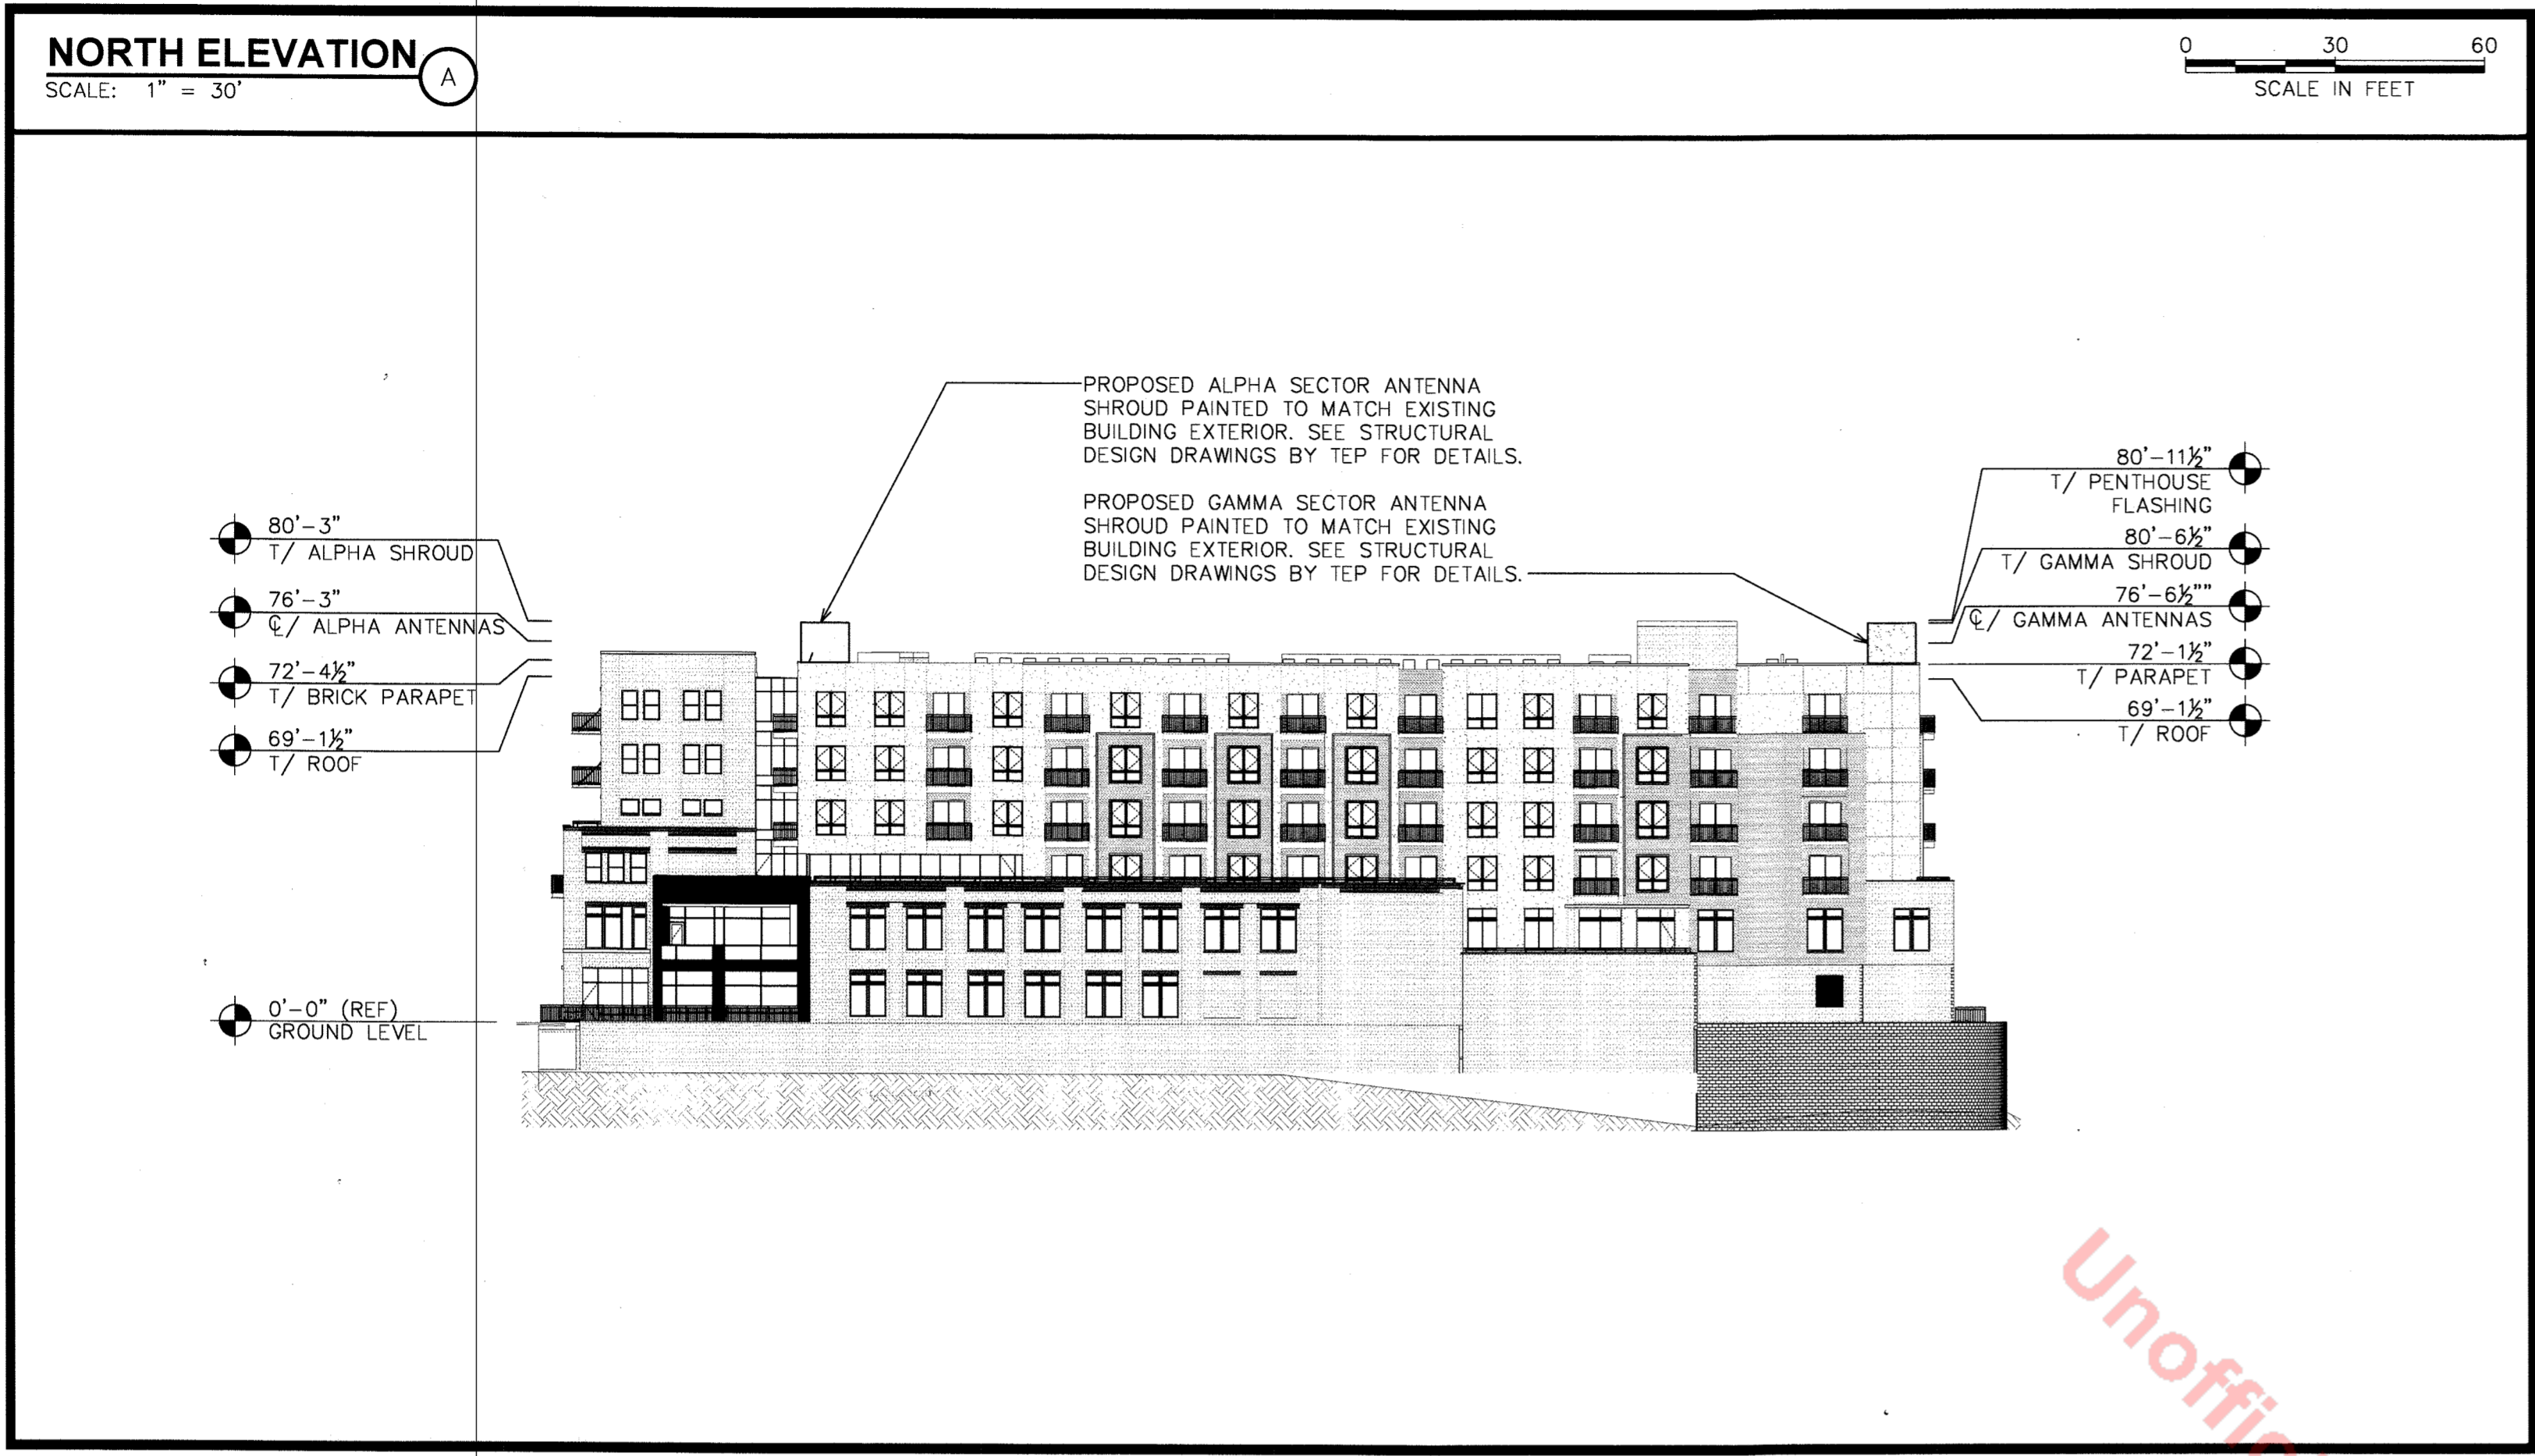 NORTH ELEVATION
A
SCALE: 1" = 30'
0 30 60
SCALE IN FEET
PROPOSED ALPHA SECTOR ANTENNA
SHROUD PAINTED TO MATCH EXISTING
BUILDING EXTERIOR. SEE STRUCTURAL
DESIGN DRAWINGS BY TEP FOR DETAILS.
PROPOSED GAMMA SECTOR ANTENNA
SHROUD PAINTED TO MATCH EXISTING
BUILDING EXTERIOR. SEE STRUCTURAL
DESIGN DRAWINGS BY TEP FOR DETAILS.
80'-3"
T/ ALPHA SHROUD
76'-3"
℄/ ALPHA ANTENNAS
72'-4½"
T/ BRICK PARAPET
69'-1½"
T/ ROOF
0'-0" (REF)
GROUND LEVEL
80'-11½"
T/ PENTHOUSE
FLASHING
80'-6½"
T/ GAMMA SHROUD
76'-6½""
℄/ GAMMA ANTENNAS
72'-1½"
T/ PARAPET
69'-1½"
T/ ROOF